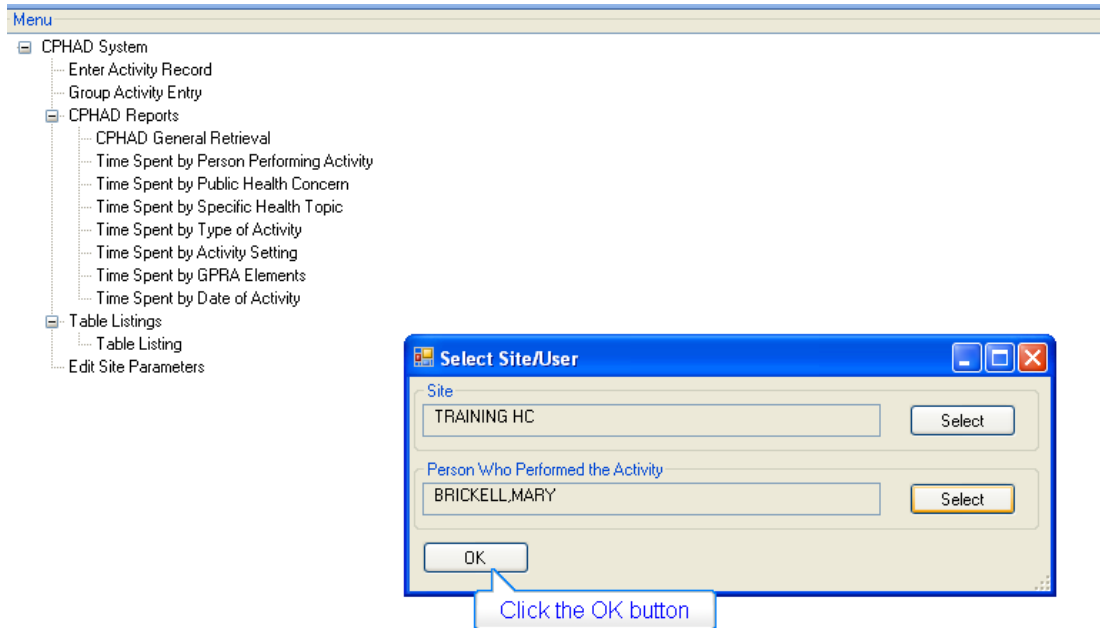 Menu
CPHAD System
Enter Activity Record
Group Activity Entry
CPHAD Reports
CPHAD General Retrieval
Time Spent by Person Performing Activity
Time Spent by Public Health Concern
Time Spent by Specific Health Topic
Time Spent by Type of Activity
Time Spent by Activity Setting
Time Spent by GPRA Elements
Time Spent by Date of Activity
Table Listings
Table Listing
Edit Site Parameters
Select Site/User
Site
TRAINING HC
Select
Person Who Performed the Activity
BRICKELL,MARY
Select
OK
Click the OK button